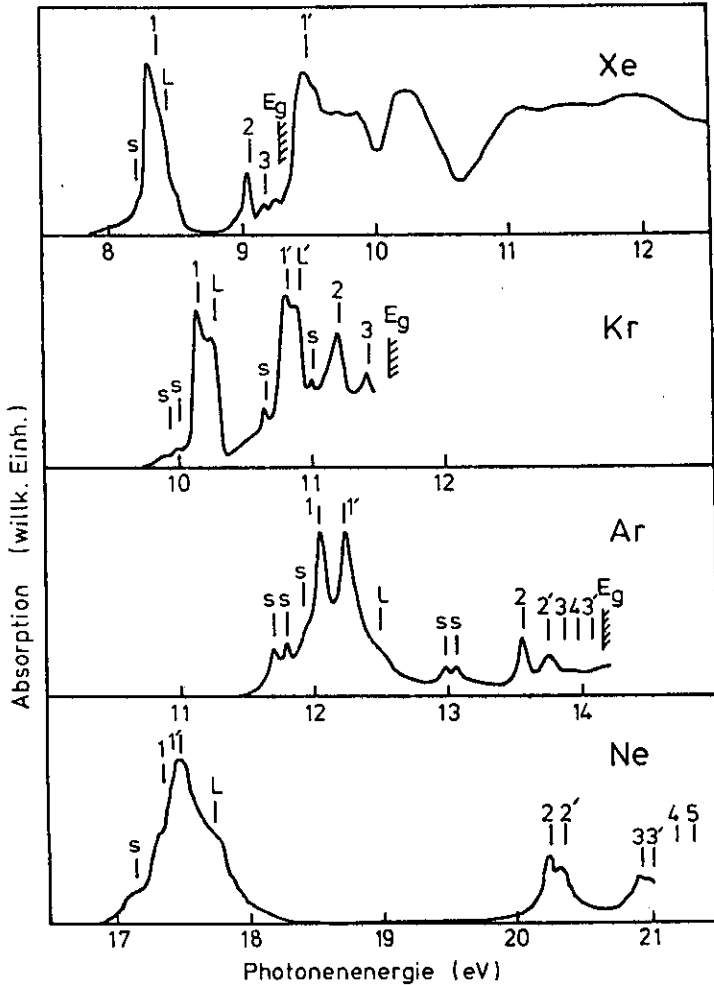 1 1′
L Xe
s 2 3 Eg
8 9 10 11 12
1 L 1′ L′ 2 3 Eg
s s s s Kr
10 11 12
1 1′ Ar
s s s L s s 2 2′ 3 4 3′ Eg
11 12 13 14
1 1′ L Ne
s 2 2′ 3 3′ 4 5
17 18 19 20 21
Photonenenergie (eV)
Absorption (willk. Einh.)